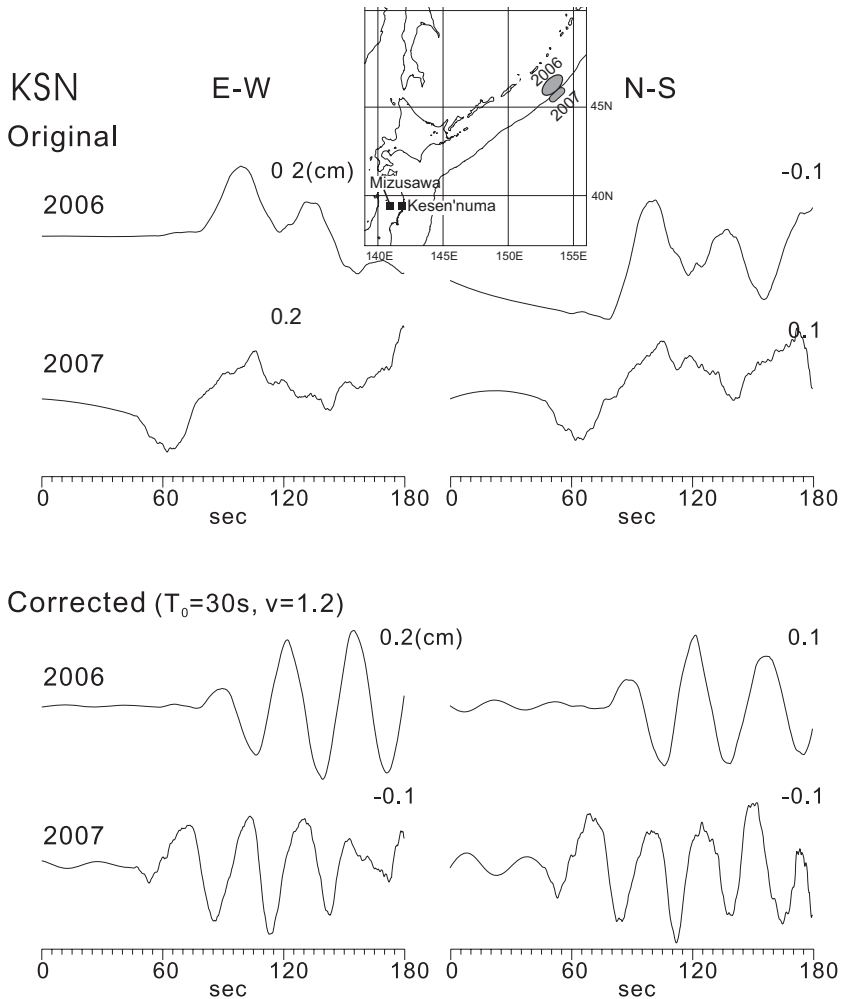 KSN
E-W
N-S
Original
2006
2007
45N
40N
Mizusawa
Kesen'numa
140E 145E 150E 155E
2006
0 2(cm)
-0.1
2007
0.2
0.1
0 60 120 180
sec
0 60 120 180
sec
Corrected (T₀=30s, v=1.2)
2006
0.2(cm)
0.1
2007
-0.1
-0.1
0 60 120 180
sec
0 60 120 180
sec